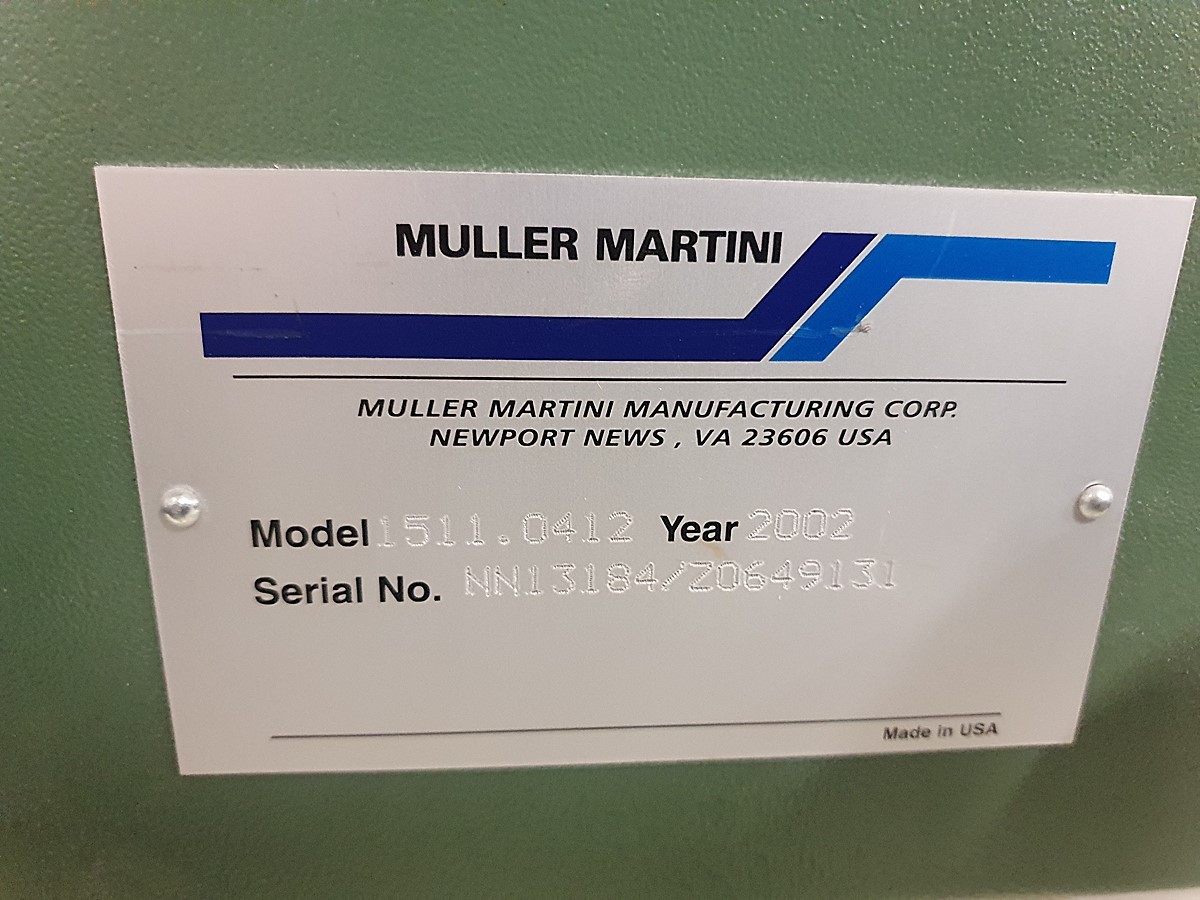 MULLER MARTINI
MULLER MARTINI MANUFACTURING CORP.
NEWPORT NEWS , VA 23606 USA
Model 1511.0412 Year 2002
Serial No. NN13184/Z0649131
Made in USA